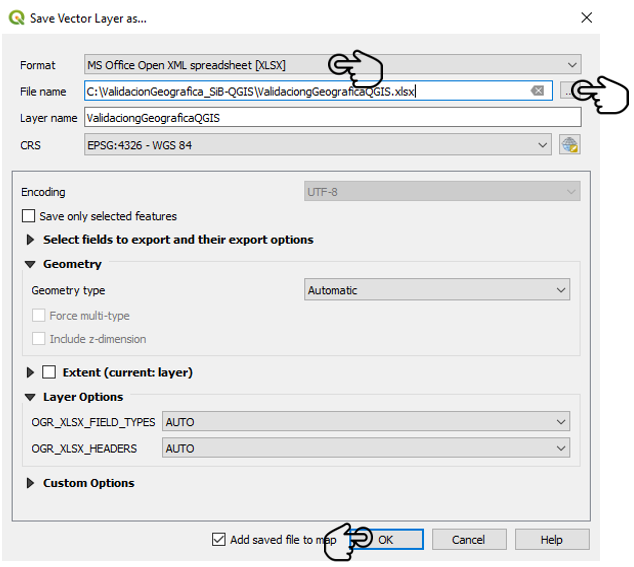 Save Vector Layer as...
Format MS Office Open XML spreadsheet [XLSX]
File name C:\ValidacionGeografica_SiB-QGIS\ValidaciongGeograficaQGIS.xlsx
Layer name ValidaciongGeograficaQGIS
CRS EPSG:4326 - WGS 84
Encoding UTF-8
Save only selected features
Select fields to export and their export options
Geometry
Geometry type Automatic
Force multi-type
Include z-dimension
Extent (current: layer)
Layer Options
OGR_XLSX_FIELD_TYPES AUTO
OGR_XLSX_HEADERS AUTO
Custom Options
Add saved file to map OK Cancel Help